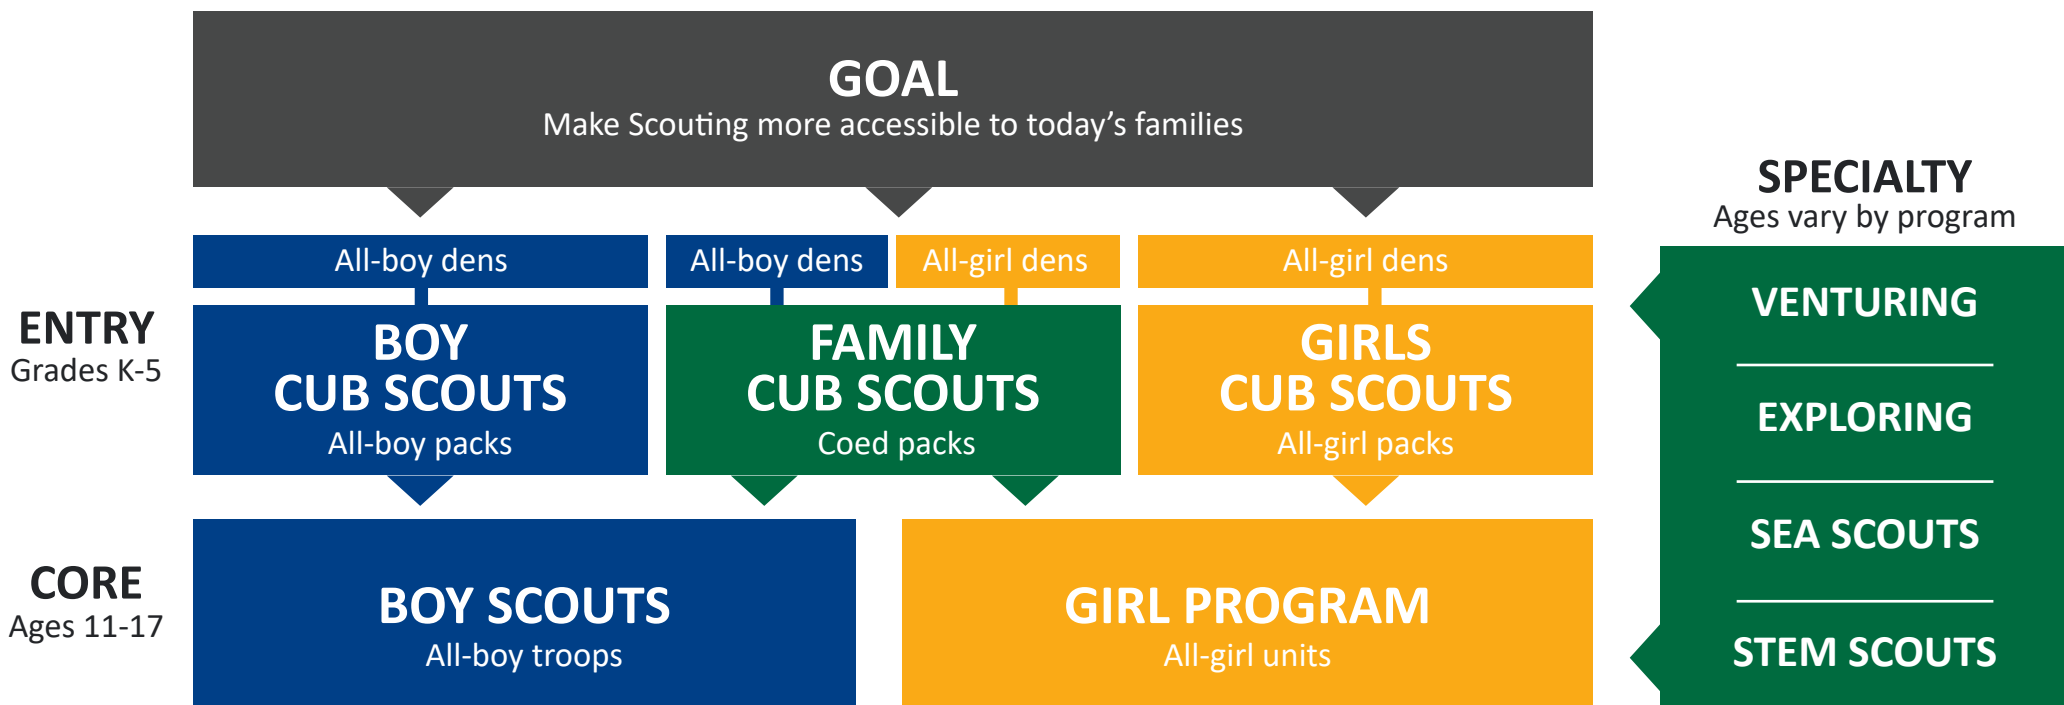 GOAL
Make Scouting more accessible to today's families
SPECIALTY
Ages vary by program
All-boy dens
All-boy dens
All-girl dens
All-girl dens
ENTRY
Grades K-5
BOY
CUB SCOUTS
All-boy packs
FAMILY
CUB SCOUTS
Coed packs
GIRLS
CUB SCOUTS
All-girl packs
CORE
Ages 11-17
BOY SCOUTS
All-boy troops
GIRL PROGRAM
All-girl units
VENTURING
EXPLORING
SEA SCOUTS
STEM SCOUTS